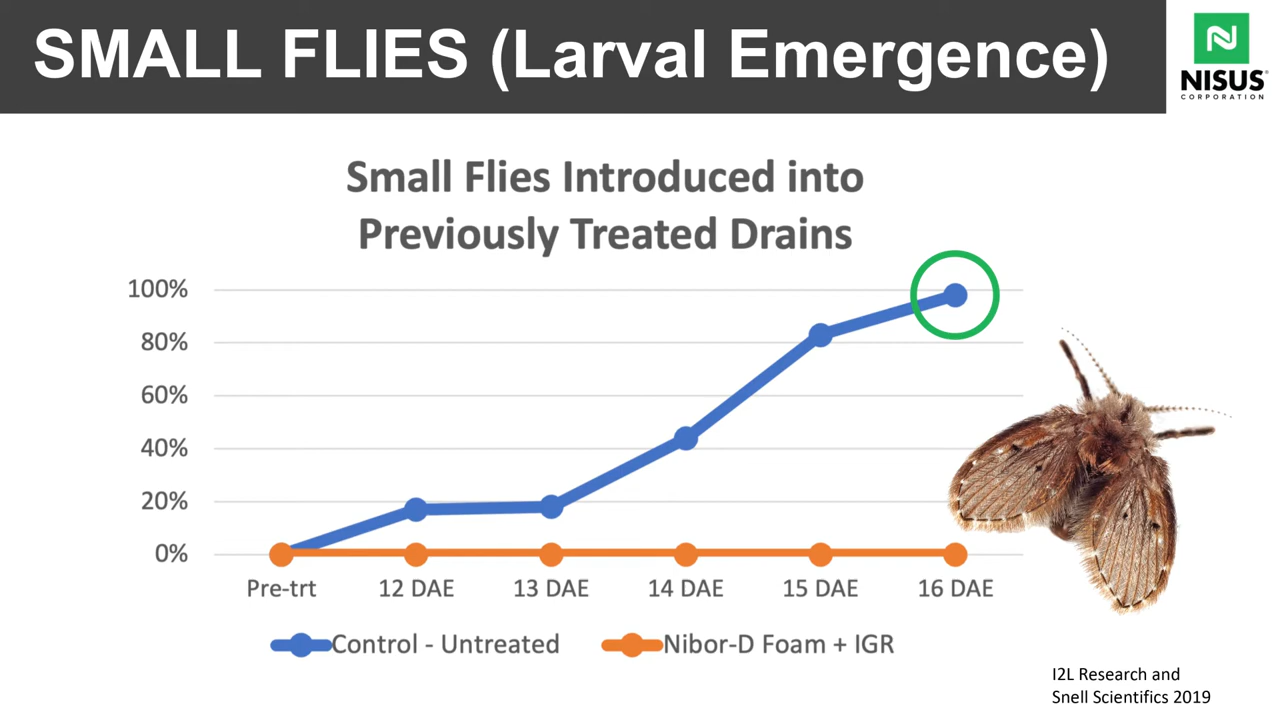 SMALL FLIES (Larval Emergence)
NISUS®
CORPORATION
Small Flies Introduced into
Previously Treated Drains
100%
80%
60%
40%
20%
0%
Pre-trt 12 DAE 13 DAE 14 DAE 15 DAE 16 DAE
Control - Untreated Nibor-D Foam + IGR
I2L Research and
Snell Scientifics 2019